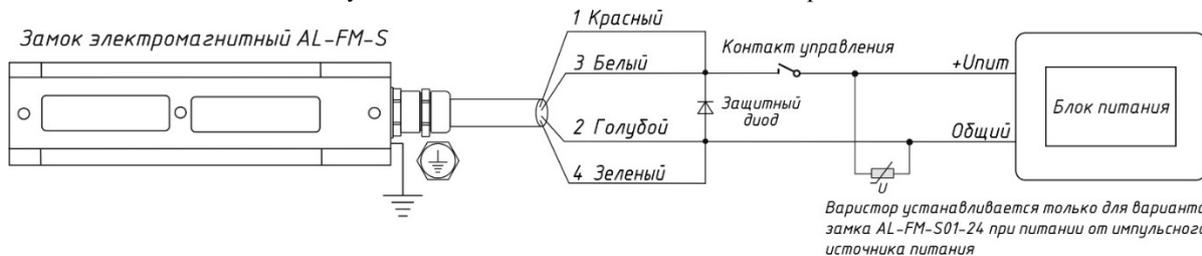 1 Красный
Замок электромагнитный AL-FM-S
Контакт управления
3 Белый
+Uпит
Защитный
диод
Блок питания
2 Голубой
Общий
4 Зеленый
U
Варистор устанавливается только для варианта
замка AL-FM-S01-24 при питании от импульсного
источника питания